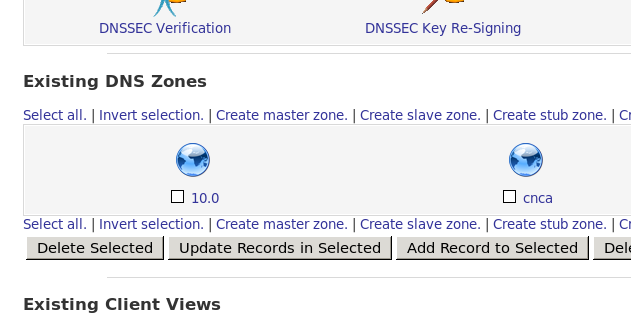 DNSSEC Verification DNSSEC Key Re-Signing
Existing DNS Zones
Select all. | Invert selection. | Create master zone. | Create slave zone. | Create stub zone. | Cr
10.0 cnca
Select all. | Invert selection. | Create master zone. | Create slave zone. | Create stub zone. | Cr
Delete Selected Update Records in Selected Add Record to Selected Dele
Existing Client Views